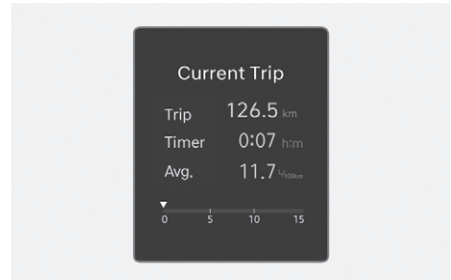 Current Trip
Trip 126.5 km
Timer 0:07 h:m
Avg. 11.7 L/100km
0 5 10 15